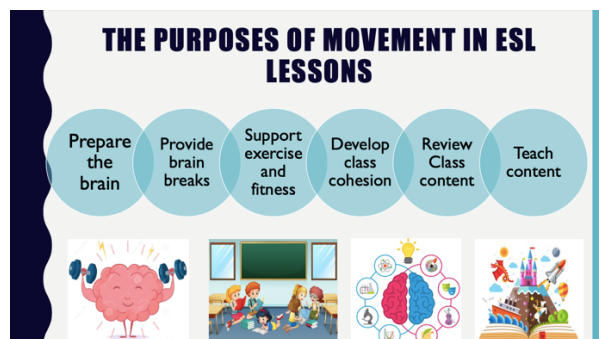 THE PURPOSES OF MOVEMENT IN ESL
LESSONS
Prepare
the
brain
Provide
brain
breaks
Support
exercise
and
fitness
Develop
class
cohesion
Review
Class
content
Teach
content